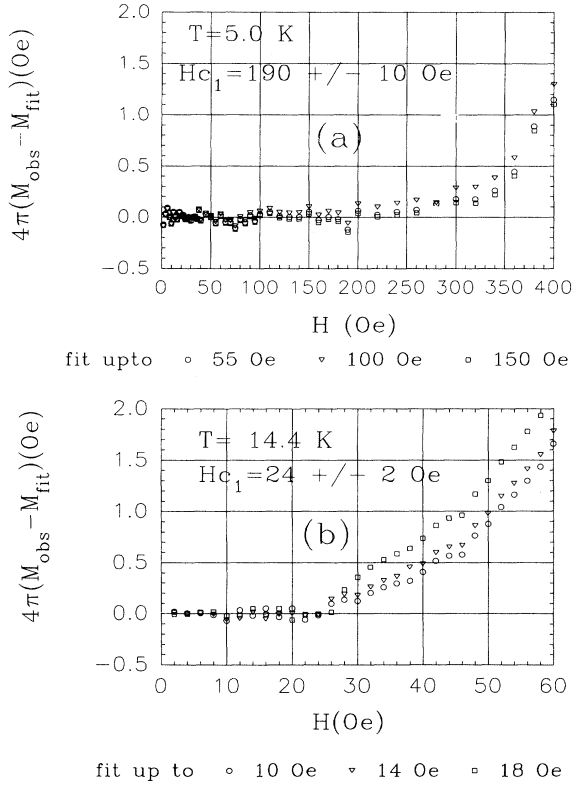 2.0
T=5.0 K
1.5
Hc1=190 +/- 10 Oe
1.0
(a)
0.5
0.0
−0.5
4π(Mobs−Mfit)(Oe)
0 50 100 150 200 250 300 350 400
H (Oe)
fit upto ○ 55 Oe ▽ 100 Oe □ 150 Oe
2.0
T= 14.4 K
1.5
Hc1=24 +/- 2 Oe
1.0
(b)
0.5
0.0
−0.5
4π(Mobs−Mfit)(Oe)
0 10 20 30 40 50 60
H(Oe)
fit up to ○ 10 Oe ▽ 14 Oe □ 18 Oe